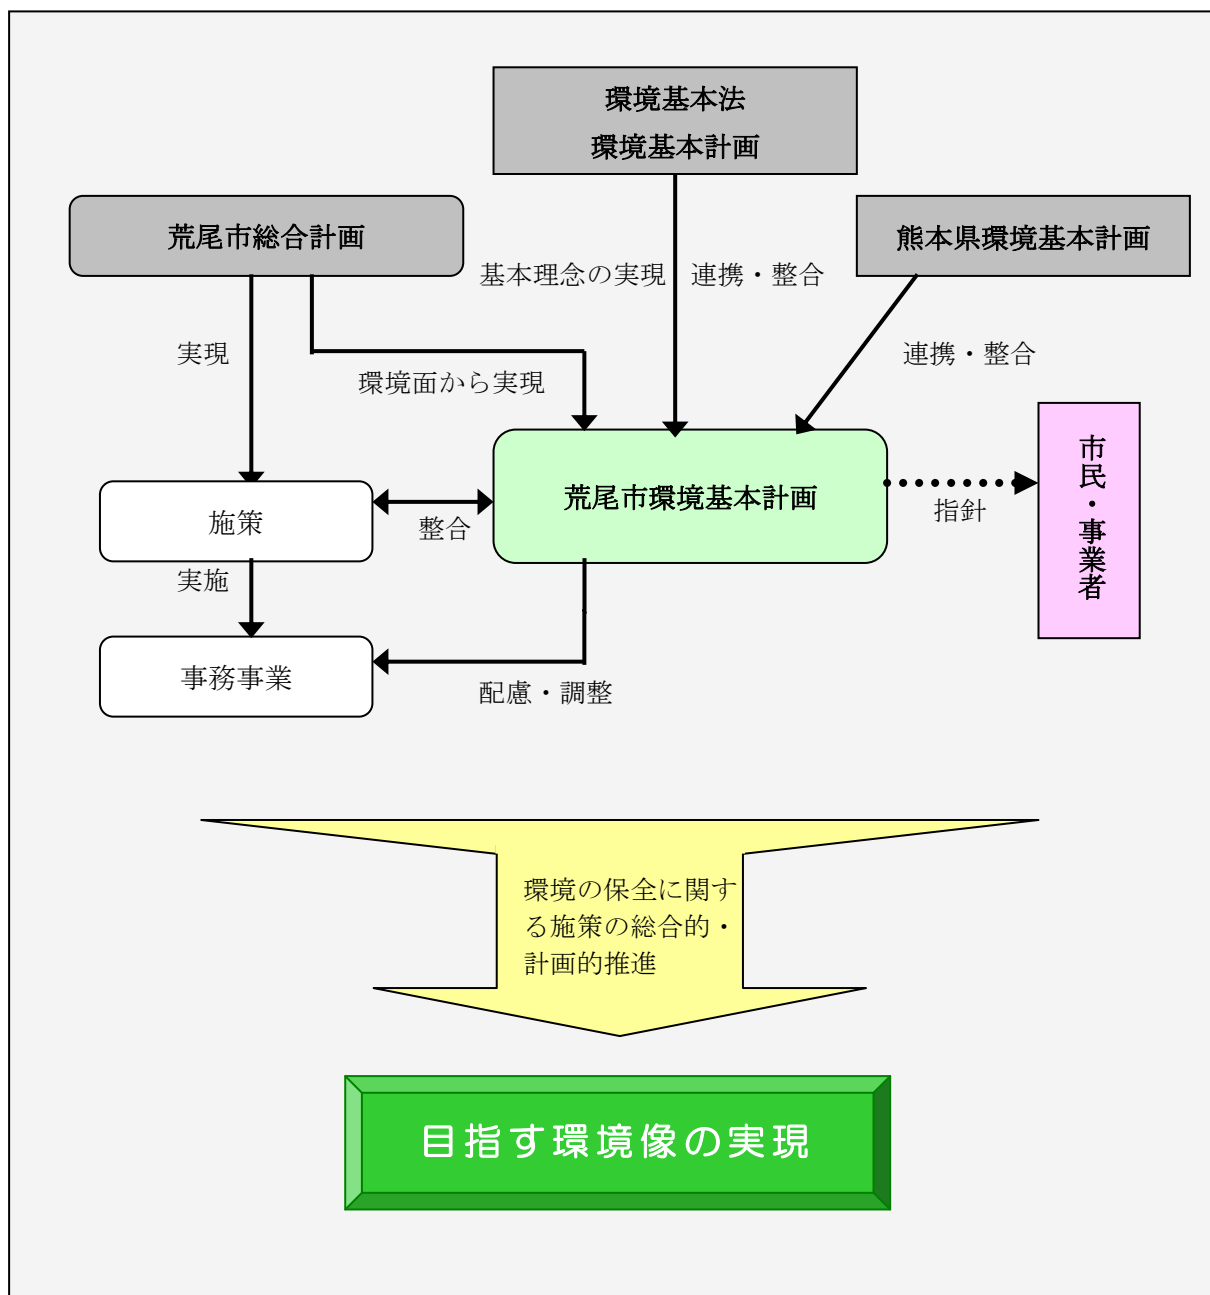 環境基本法
環境基本計画
荒尾市総合計画
熊本県環境基本計画
基本理念の実現
連携・整合
実現
環境面から実現
連携・整合
市民・事業者
荒尾市環境基本計画
指針
施策
整合
実施
事務事業
配慮・調整
環境の保全に関す
る施策の総合的・
計画的推進
目指す環境像の実現